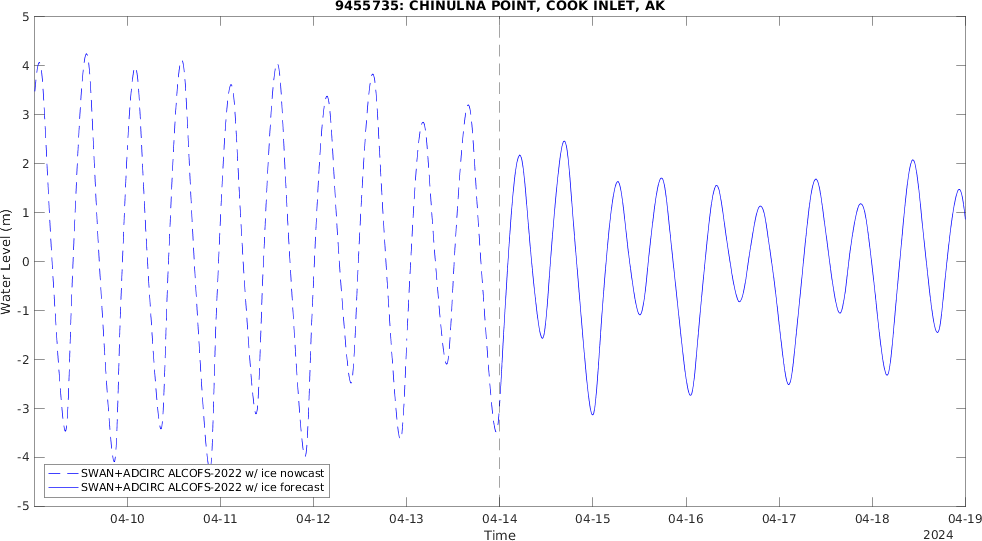 9455735: CHINULNA POINT, COOK INLET, AK
5
4
3
2
1
0
-1
-2
-3
-4
-5
Water Level (m)
SWAN+ADCIRC ALCOFS-2022 w/ ice nowcast
SWAN+ADCIRC ALCOFS-2022 w/ ice forecast
04-10 04-11 04-12 04-13 04-14 04-15 04-16 04-17 04-18 04-19
Time
2024